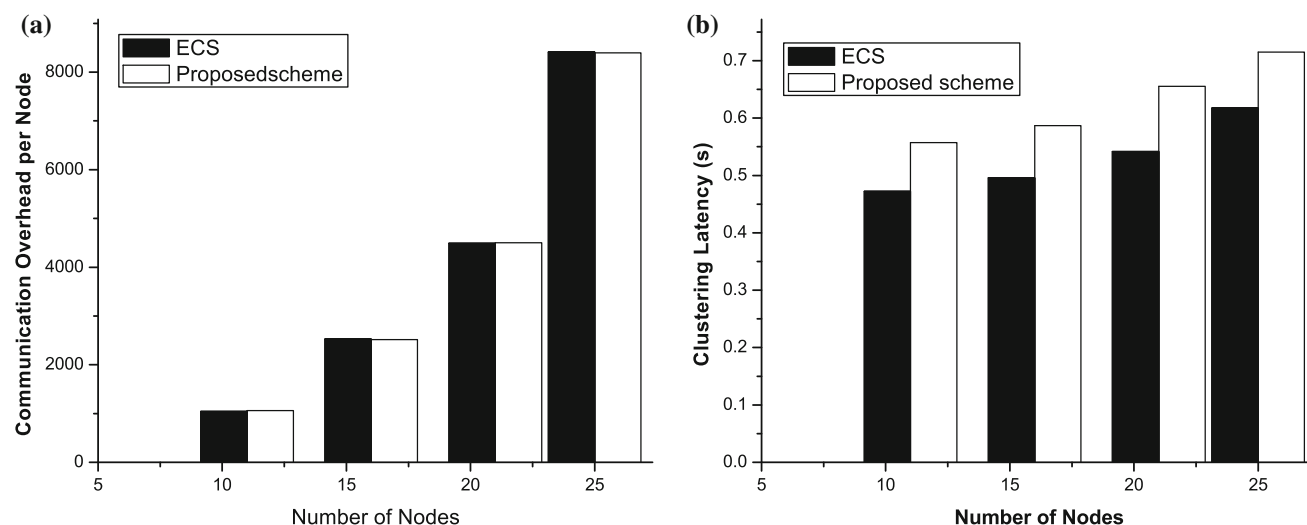 (a)
ECS
Proposedscheme
8000
6000
4000
2000
0
5 10 15 20 25
Communication Overhead per Node
Number of Nodes
(b)
ECS
Proposed scheme
0.7
0.6
0.5
0.4
0.3
0.2
0.1
0.0
5 10 15 20 25
Clustering Latency (s)
Number of Nodes